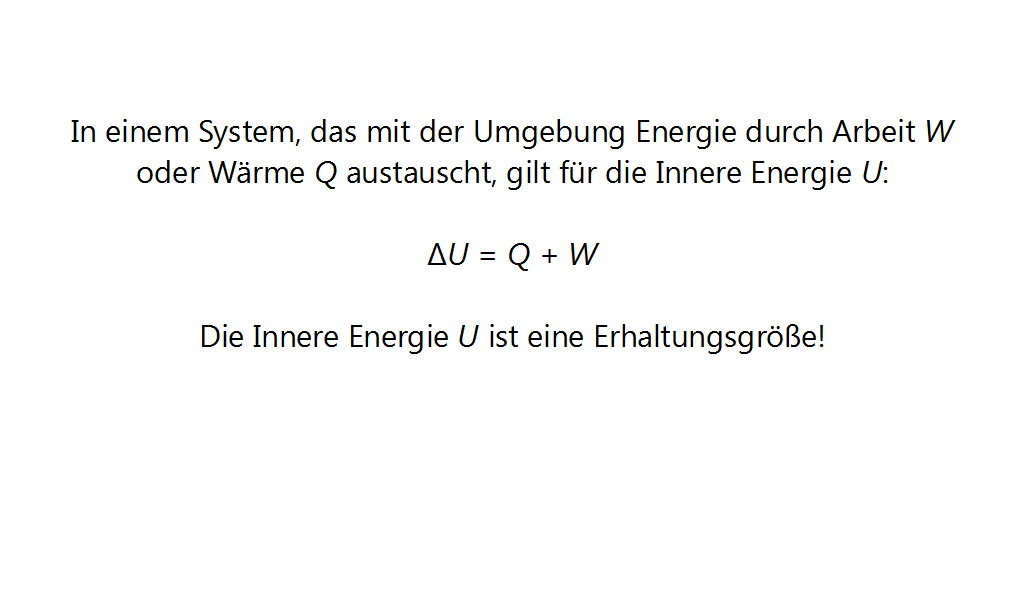 In einem System, das mit der Umgebung Energie durch Arbeit W
oder Wärme Q austauscht, gilt für die Innere Energie U:
ΔU = Q + W
Die Innere Energie U ist eine Erhaltungsgröße!